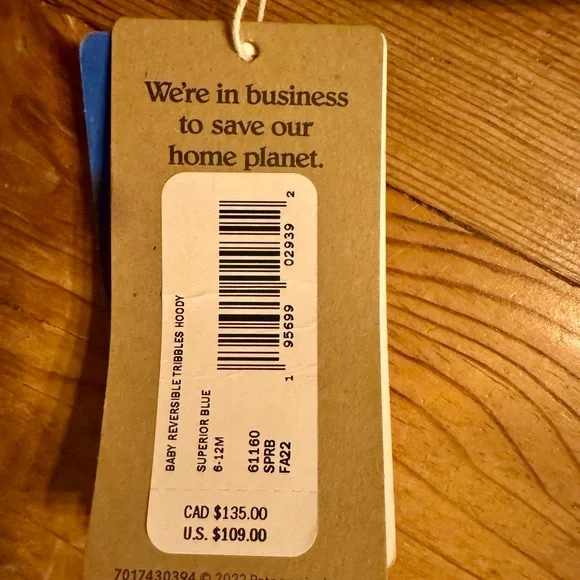 We're in business
to save our
home planet.
BABY REVERSIBLE TRIBBLES HOODY
SUPERIOR BLUE
6-12M
61160
SPRB
FA22
1 95699 02939 2
CAD $135.00
U.S. $109.00
7017430394 © 2022